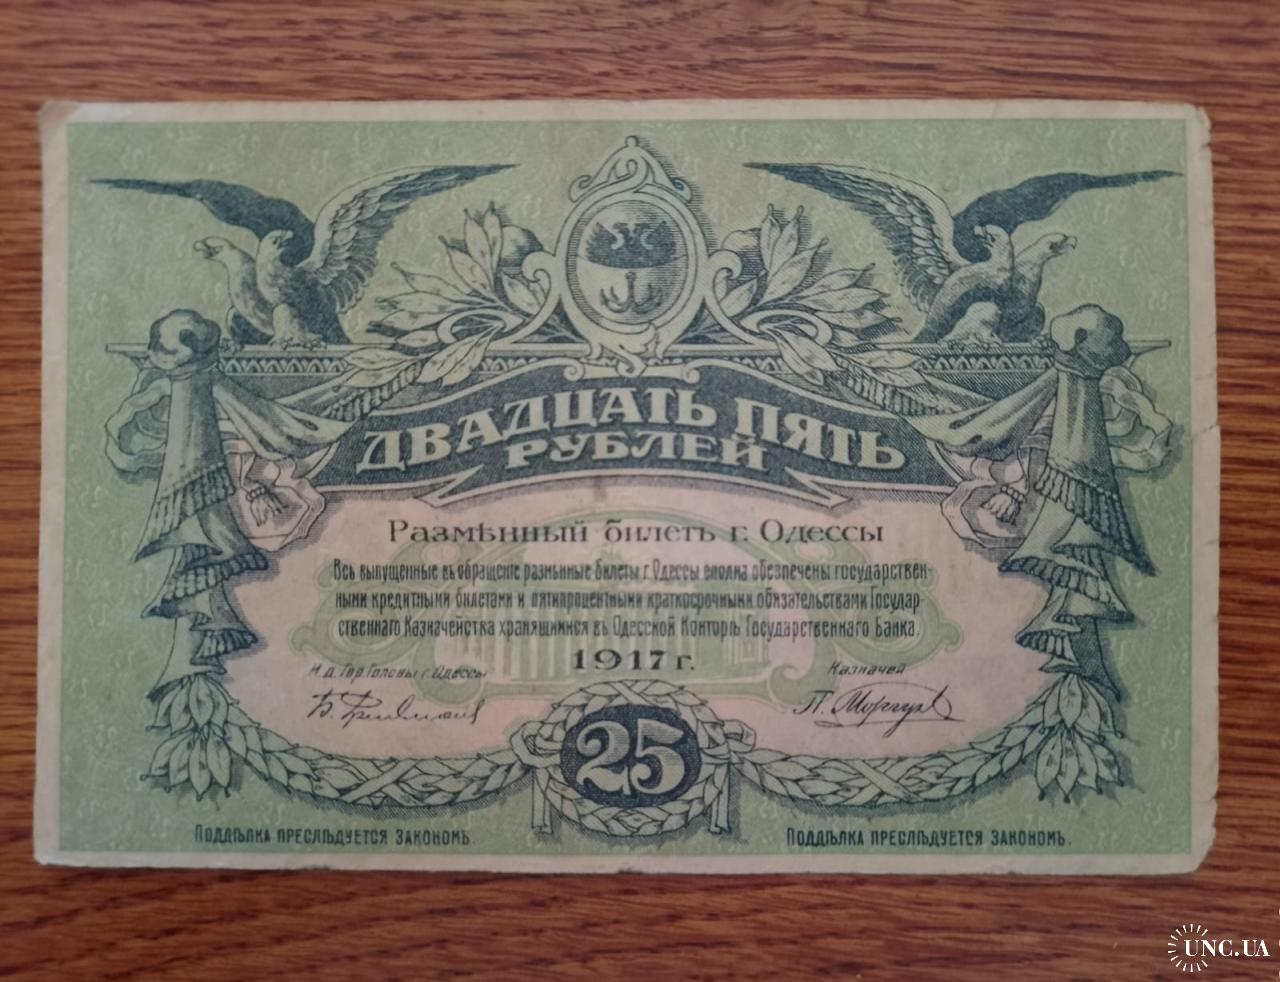 ДВАДЦАТЬ ПЯТЬ
РУБЛЕЙ
Размѣнный билетъ г. Одессы
Всѣ выпущенные въ обращеніе размѣнные билеты г. Одессы вполнѣ обезпечены государствен-
ными кредитными билетами и пятипроцентными краткосрочными обязательствами Государ
ственнаго Казначейства хранящимися въ Одесской Конторѣ Государственнаго Банка.
1917 г.
И. д. Гор. Головы г. Одессы
Казначей
25
Поддѣлка преслѣдуется закономъ.
Поддѣлка преслѣдуется закономъ.
UNC.UA